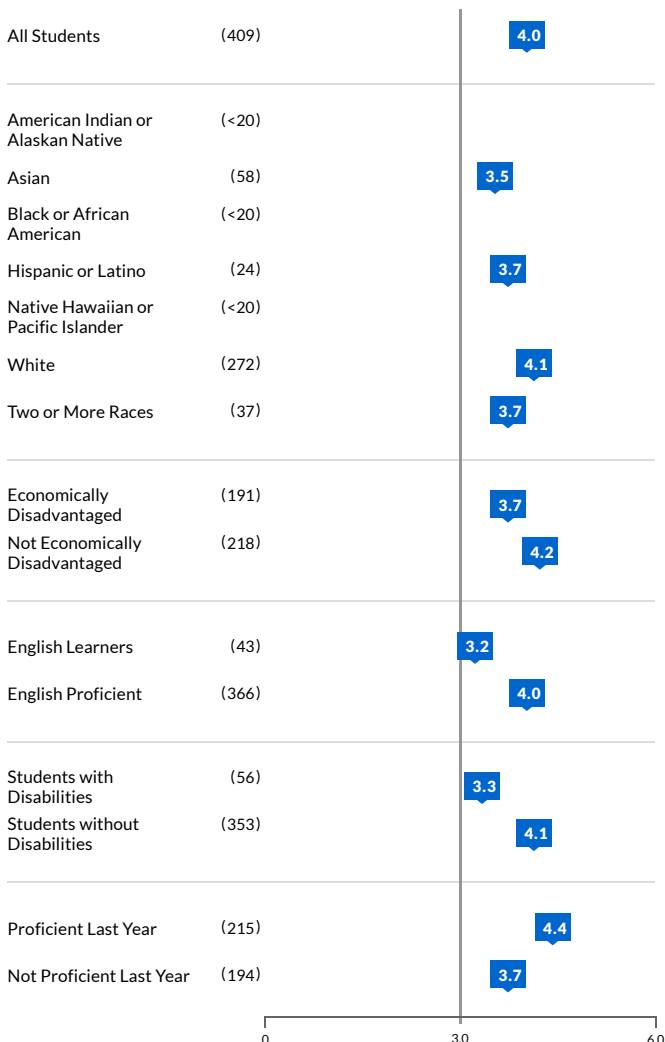 All Students (409) 4.0
American Indian or (<20)
Alaskan Native
Asian (58) 3.5
Black or African (<20)
American
Hispanic or Latino (24) 3.7
Native Hawaiian or (<20)
Pacific Islander
White (272) 4.1
Two or More Races (37) 3.7
Economically (191) 3.7
Disadvantaged
Not Economically (218) 4.2
Disadvantaged
English Learners (43) 3.2
English Proficient (366) 4.0
Students with (56) 3.3
Disabilities
Students without (353) 4.1
Disabilities
Proficient Last Year (215) 4.4
Not Proficient Last Year (194) 3.7
0 3.0 6.0